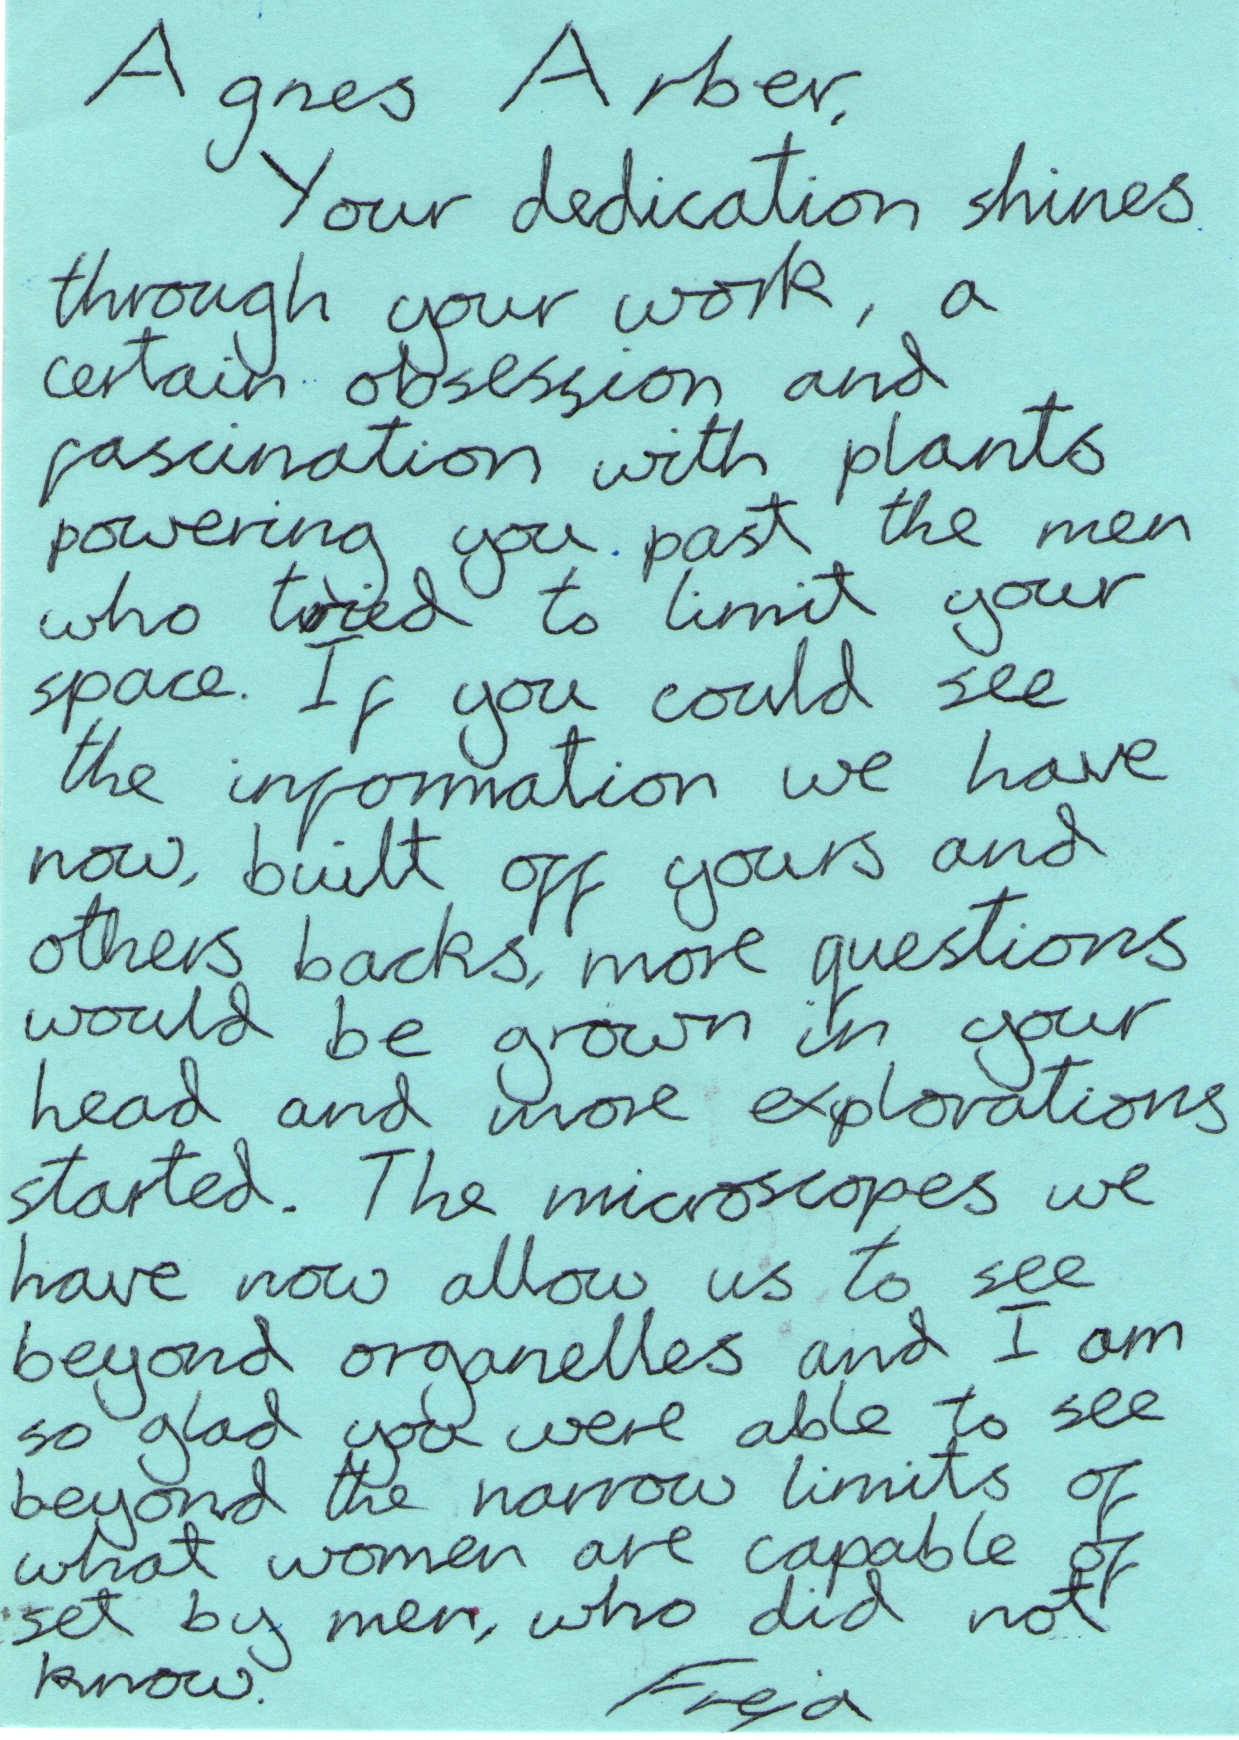 Agnes Arber,
Your dedication shines
through your work, a
certain obsession and
fascination with plants
powering you past the men
who tried to limit your
space. If you could see
the information we have
now, built off yours and
others backs, more questions
would be grown in your
head and more explorations
started. The microscopes we
have now allow us to see
beyond organelles and I am
so glad you were able to see
beyond the narrow limits of
what women are capable of
set by men, who did not
know.
Freja